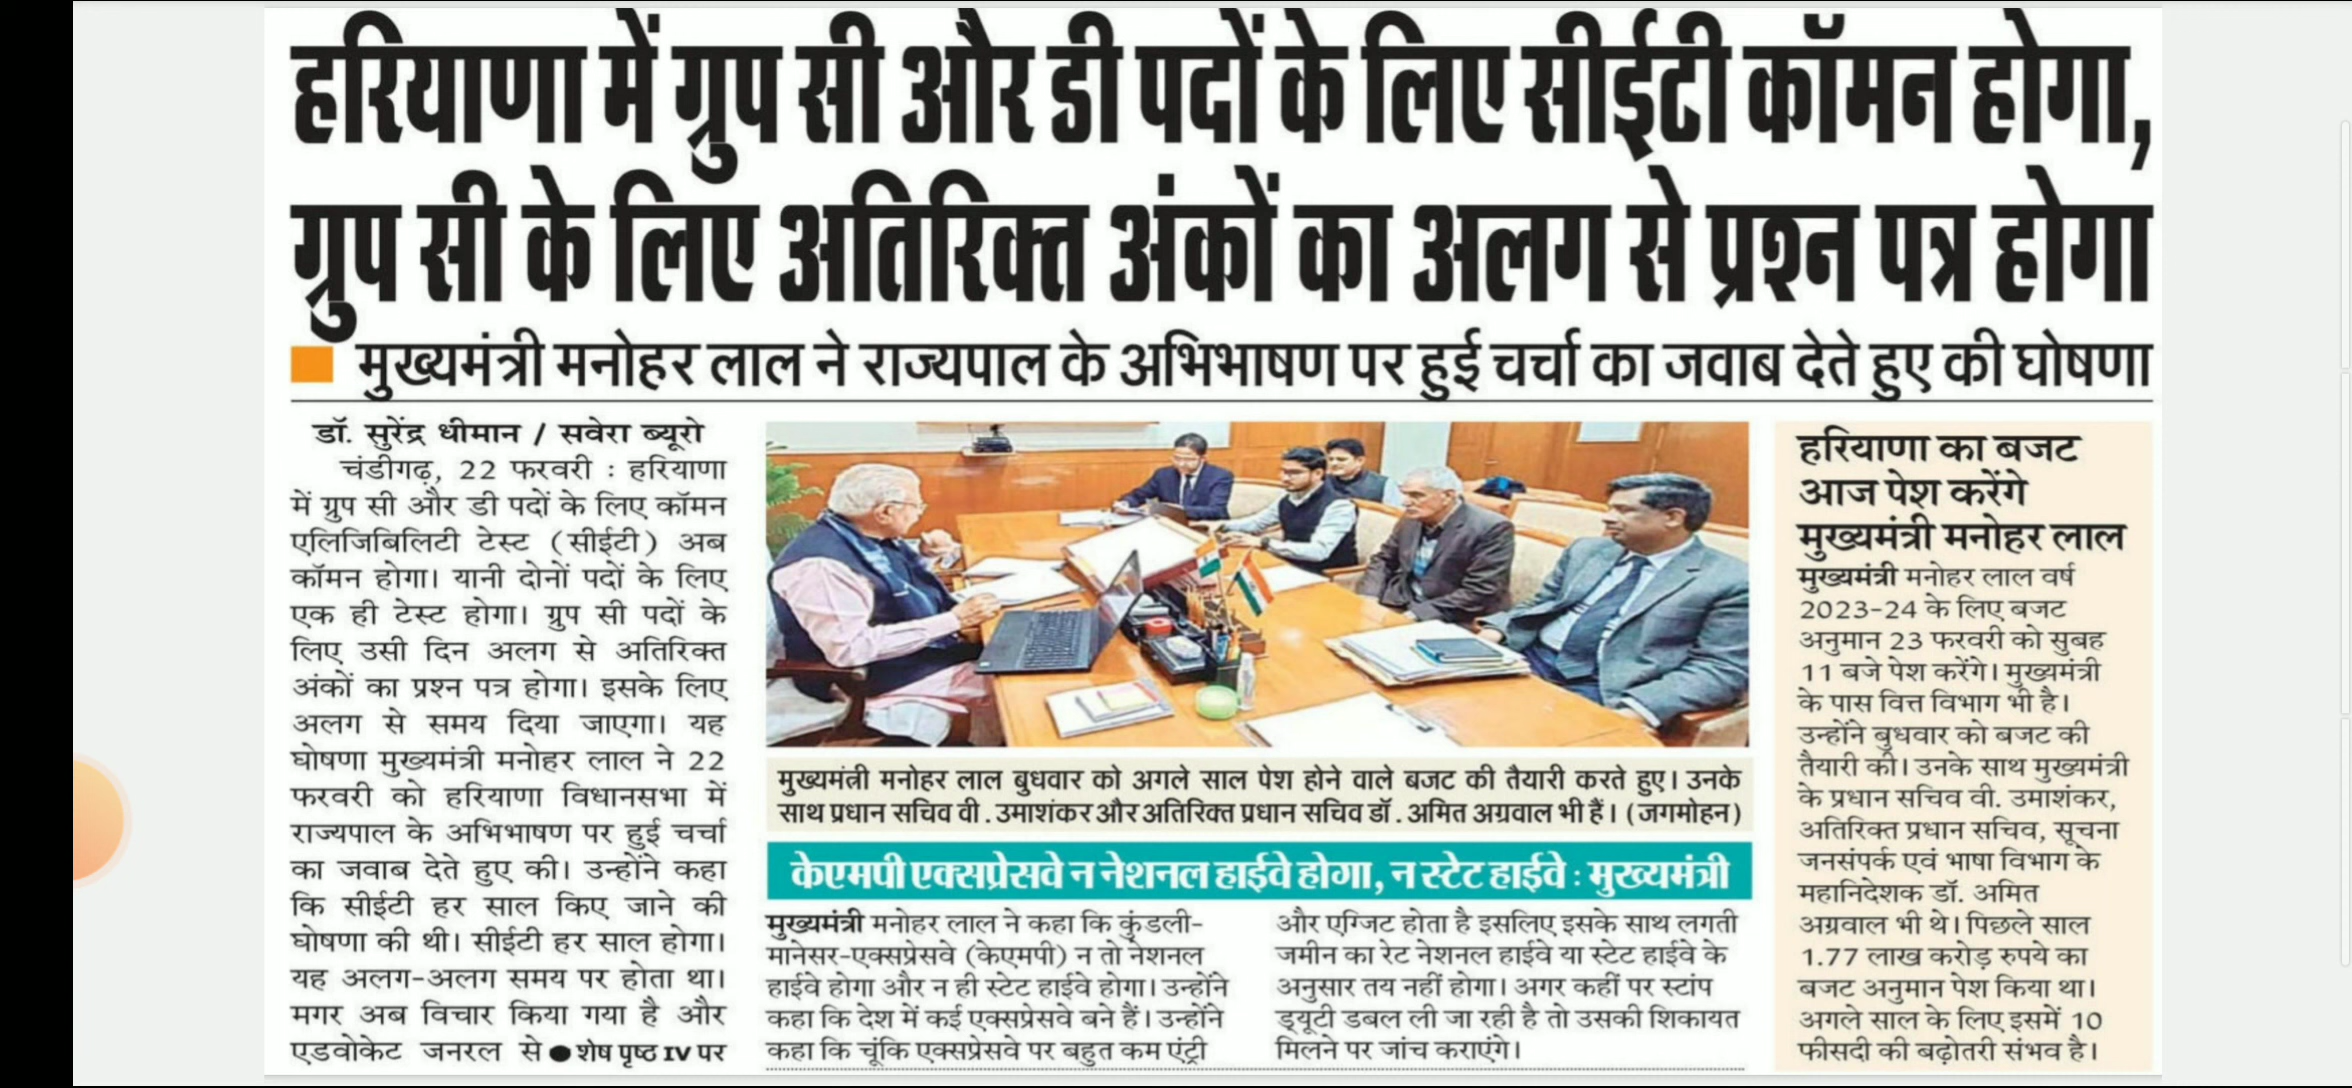 हरियाणा में ग्रुप सी और डी पदों के लिए सीईटी कॉमन होगा,
ग्रुप सी के लिए अतिरिक्त अंकों का अलग से प्रश्न पत्र होगा
मुख्यमंत्री मनोहर लाल ने राज्यपाल के अभिभाषण पर हुई चर्चा का जवाब देते हुए की घोषणा
डॉ. सुरेंद्र धीमान / सवेरा ब्यूरो
चंडीगढ़, 22 फरवरी : हरियाणा
में ग्रुप सी और डी पदों के लिए कॉमन
एलिजिबिलिटी टेस्ट (सीईटी) अब
कॉमन होगा। यानी दोनों पदों के लिए
एक ही टेस्ट होगा। ग्रुप सी पदों के
लिए उसी दिन अलग से अतिरिक्त
अंकों का प्रश्न पत्र होगा। इसके लिए
अलग से समय दिया जाएगा। यह
घोषणा मुख्यमंत्री मनोहर लाल ने 22
फरवरी को हरियाणा विधानसभा में
राज्यपाल के अभिभाषण पर हुई चर्चा
का जवाब देते हुए की। उन्होंने कहा
कि सीईटी हर साल किए जाने की
घोषणा की थी। सीईटी हर साल होगा।
यह अलग-अलग समय पर होता था।
मगर अब विचार किया गया है और
एडवोकेट जनरल से ● शेष पृष्ठ IV पर
मुख्यमंत्री मनोहर लाल बुधवार को अगले साल पेश होने वाले बजट की तैयारी करते हुए। उनके
साथ प्रधान सचिव वी. उमाशंकर और अतिरिक्त प्रधान सचिव डॉ. अमित अग्रवाल भी हैं। (जगमोहन)
केएमपी एक्सप्रेसवे न नेशनल हाईवे होगा, न स्टेट हाईवे : मुख्यमंत्री
मुख्यमंत्री मनोहर लाल ने कहा कि कुंडली-
मानेसर-एक्सप्रेसवे (केएमपी) न तो नेशनल
हाईवे होगा और न ही स्टेट हाईवे होगा। उन्होंने
कहा कि देश में कई एक्सप्रेसवे बने हैं। उन्होंने
कहा कि चूंकि एक्सप्रेसवे पर बहुत कम एंट्री
और एग्जिट होता है इसलिए इसके साथ लगती
जमीन का रेट नेशनल हाईवे या स्टेट हाईवे के
अनुसार तय नहीं होगा। अगर कहीं पर स्टांप
ड्यूटी डबल ली जा रही है तो उसकी शिकायत
मिलने पर जांच कराएंगे।
हरियाणा का बजट
आज पेश करेंगे
मुख्यमंत्री मनोहर लाल
मुख्यमंत्री मनोहर लाल वर्ष
2023-24 के लिए बजट
अनुमान 23 फरवरी को सुबह
11 बजे पेश करेंगे। मुख्यमंत्री
के पास वित्त विभाग भी है।
उन्होंने बुधवार को बजट की
तैयारी की। उनके साथ मुख्यमंत्री
के प्रधान सचिव वी. उमाशंकर,
अतिरिक्त प्रधान सचिव, सूचना
जनसंपर्क एवं भाषा विभाग के
महानिदेशक डॉ. अमित
अग्रवाल भी थे। पिछले साल
1.77 लाख करोड़ रुपये का
बजट अनुमान पेश किया था।
अगले साल के लिए इसमें 10
फीसदी की बढ़ोतरी संभव है।